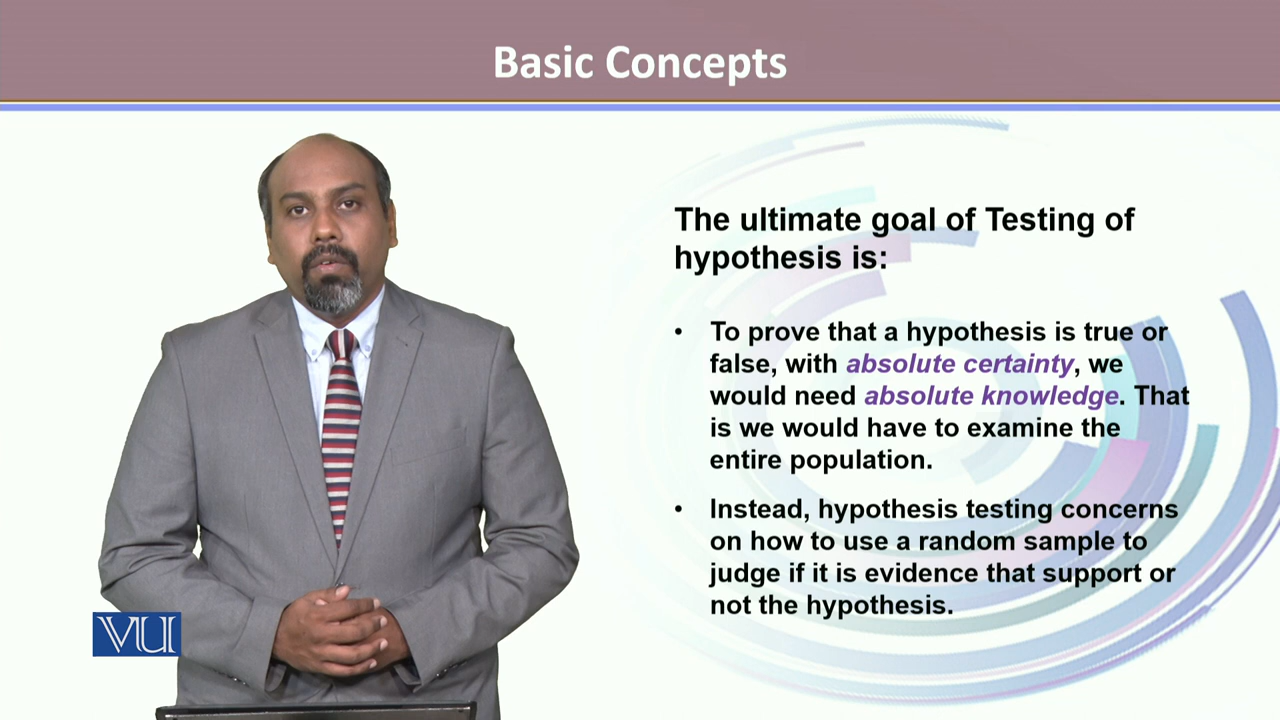 Basic Concepts
The ultimate goal of Testing of
hypothesis is:
• To prove that a hypothesis is true or
false, with absolute certainty, we
would need absolute knowledge. That
is we would have to examine the
entire population.
• Instead, hypothesis testing concerns
on how to use a random sample to
judge if it is evidence that support or
not the hypothesis.
VU